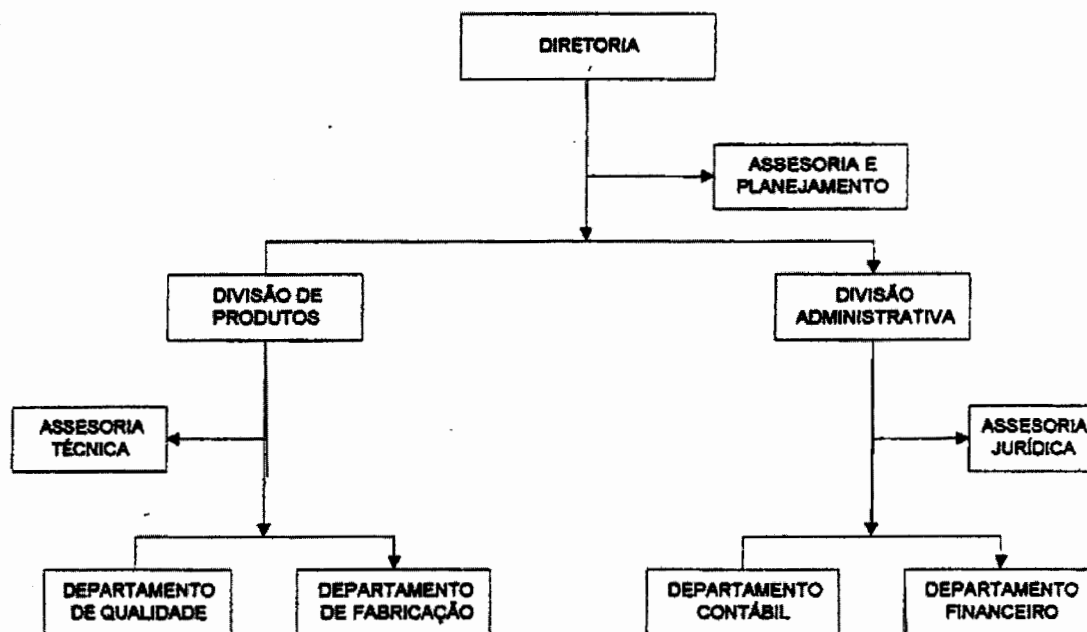 DIRETORIA
ASSESORIA E
PLANEJAMENTO
DIVISÃO DE
PRODUTOS
DIVISÃO
ADMINISTRATIVA
ASSESORIA
TÉCNICA
ASSESORIA
JURÍDICA
DEPARTAMENTO
DE QUALIDADE
DEPARTAMENTO
DE FABRICAÇÃO
DEPARTAMENTO
CONTÁBIL
DEPARTAMENTO
FINANCEIRO